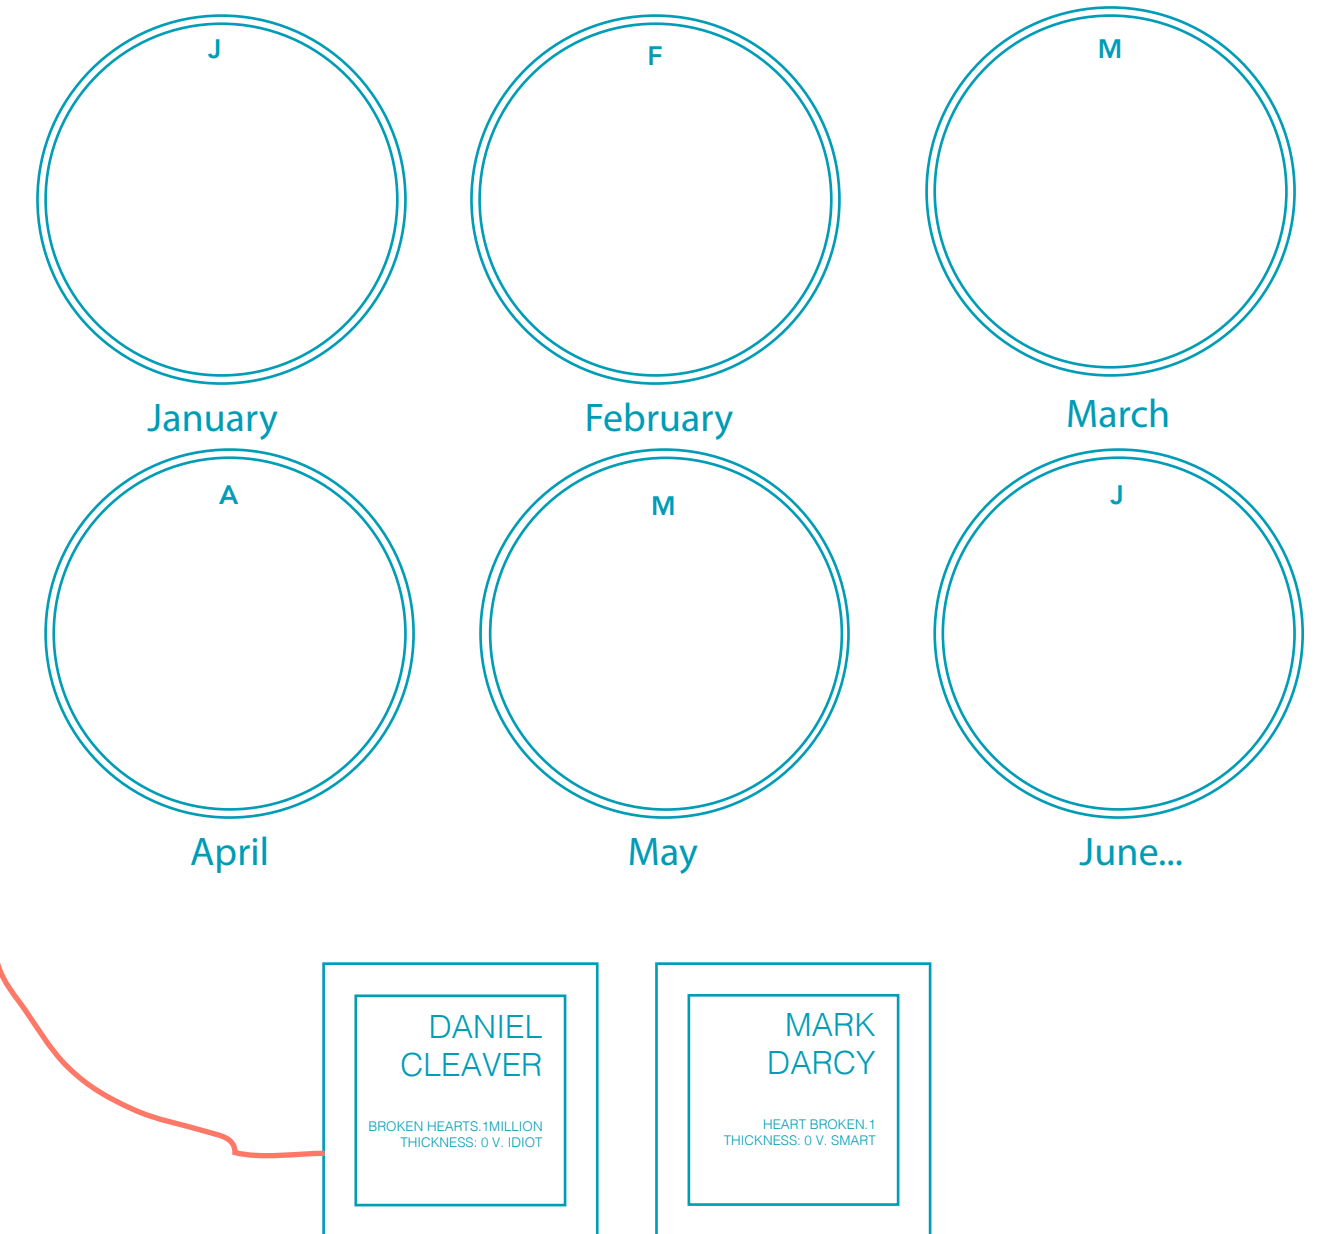 J
F
M
January
February
March
A
M
J
April
May
June...
DANIEL
CLEAVER
BROKEN HEARTS.1MILLION
THICKNESS: 0 V. IDIOT
MARK
DARCY
HEART BROKEN.1
THICKNESS: 0 V. SMART